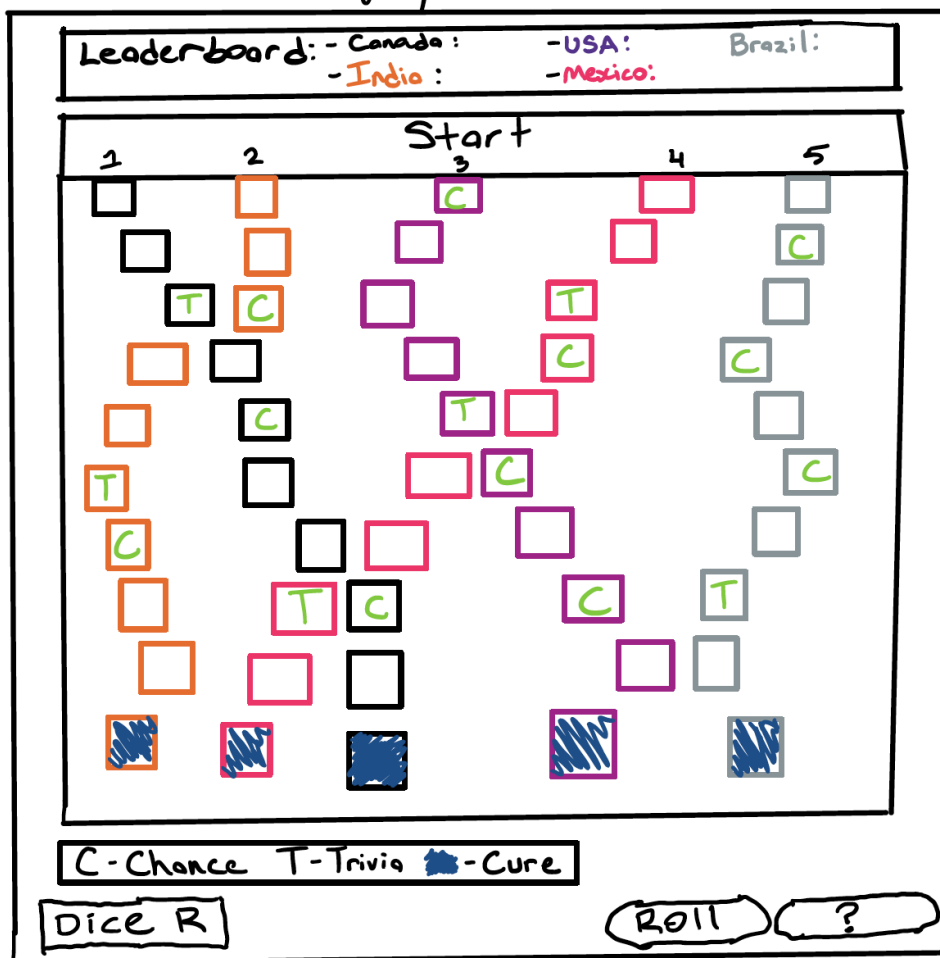 Leaderboard: - Canada: - USA: Brazil:
- India: - Mexico:
Start
1 2 3 4 5
C
C
T C T
C C
C T
C C
T
C
T C C T
C - Chance T - Trivia - Cure
Dice R Roll ?